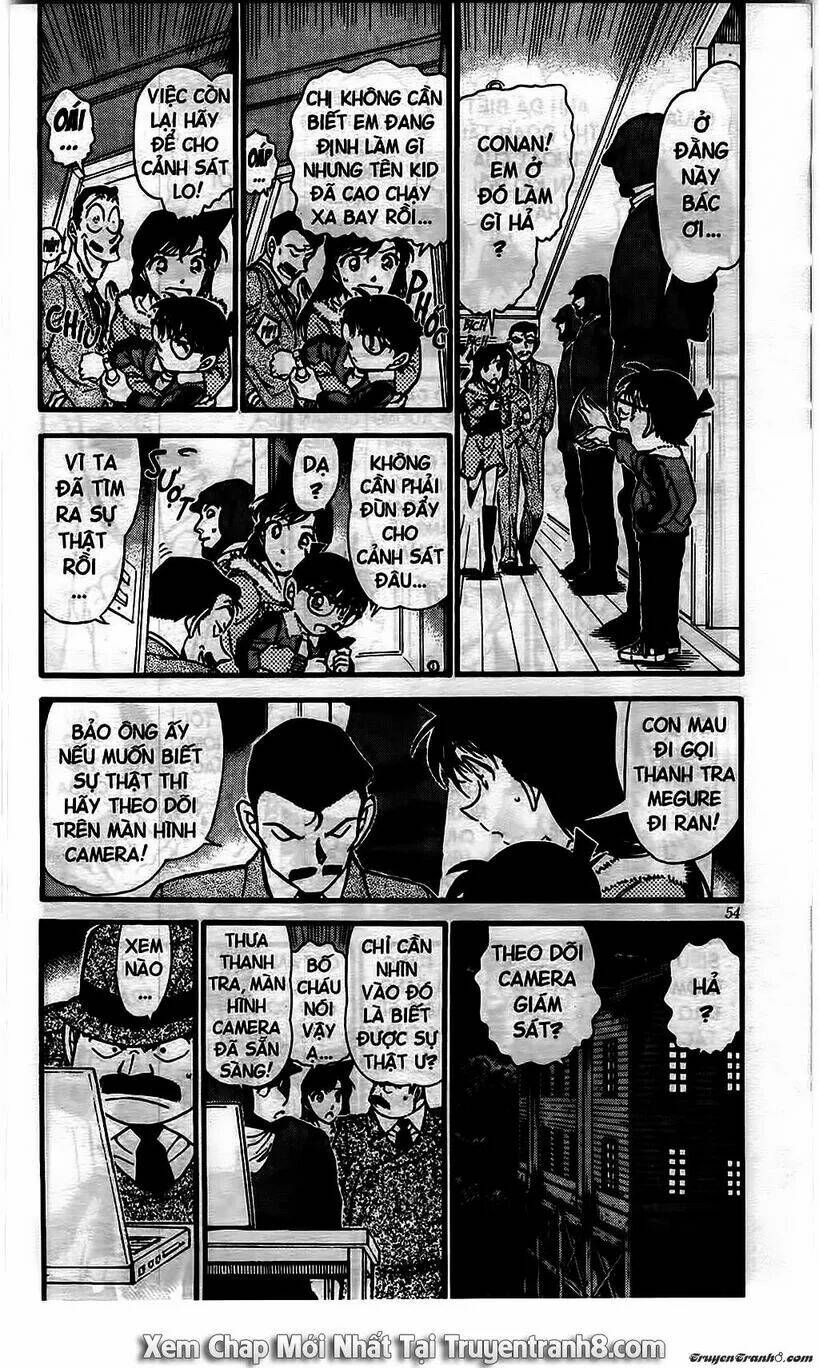 Ở
ĐẰNG
NÀY
BÁC
ƠI...
CONAN!
EM Ở
ĐÓ LÀM
GÌ HẢ
?
BỊCH
BỊCH
CHỊ KHÔNG CẦN
BIẾT EM ĐANG
ĐỊNH LÀM GÌ
NHƯNG TÊN KID
ĐÃ CAO CHẠY
XA BAY RỒI...
OÁP
...
PHỐC
VIỆC CÒN
LẠI HÃY
ĐỂ CHO
CẢNH SÁT
LO!
OÁI
...
CHÍU
KHÔNG
CẦN PHẢI
ĐÙN ĐẨY
CHO
CẢNH SÁT
ĐÂU...
DẠ
?
SƯỢT
VÌ TA
ĐÃ TÌM
RA SỰ
THẬT
RỒI
...
CON MAU
ĐI GỌI
THANH TRA
MEGURE
ĐI RAN!
BẢO ÔNG ẤY
NẾU MUỐN BIẾT
SỰ THẬT THÌ
HÃY THEO DÕI
TRÊN MÀN HÌNH
CAMERA!
54
HẢ
?
THEO DÕI
CAMERA
GIÁM
SÁT?
CHỈ CẦN
NHÌN
VÀO ĐÓ
LÀ BIẾT
ĐƯỢC SỰ
THẬT Ư?
BỐ
CHÁU
NÓI
VẬY
Ạ...
THƯA
THANH
TRA, MÀN
HÌNH
CAMERA
ĐÃ SẴN
SÀNG!
XEM
NÀO
...
Xem Chap Mới Nhất Tại Truyentranh8.com
TruyenTranh8.com